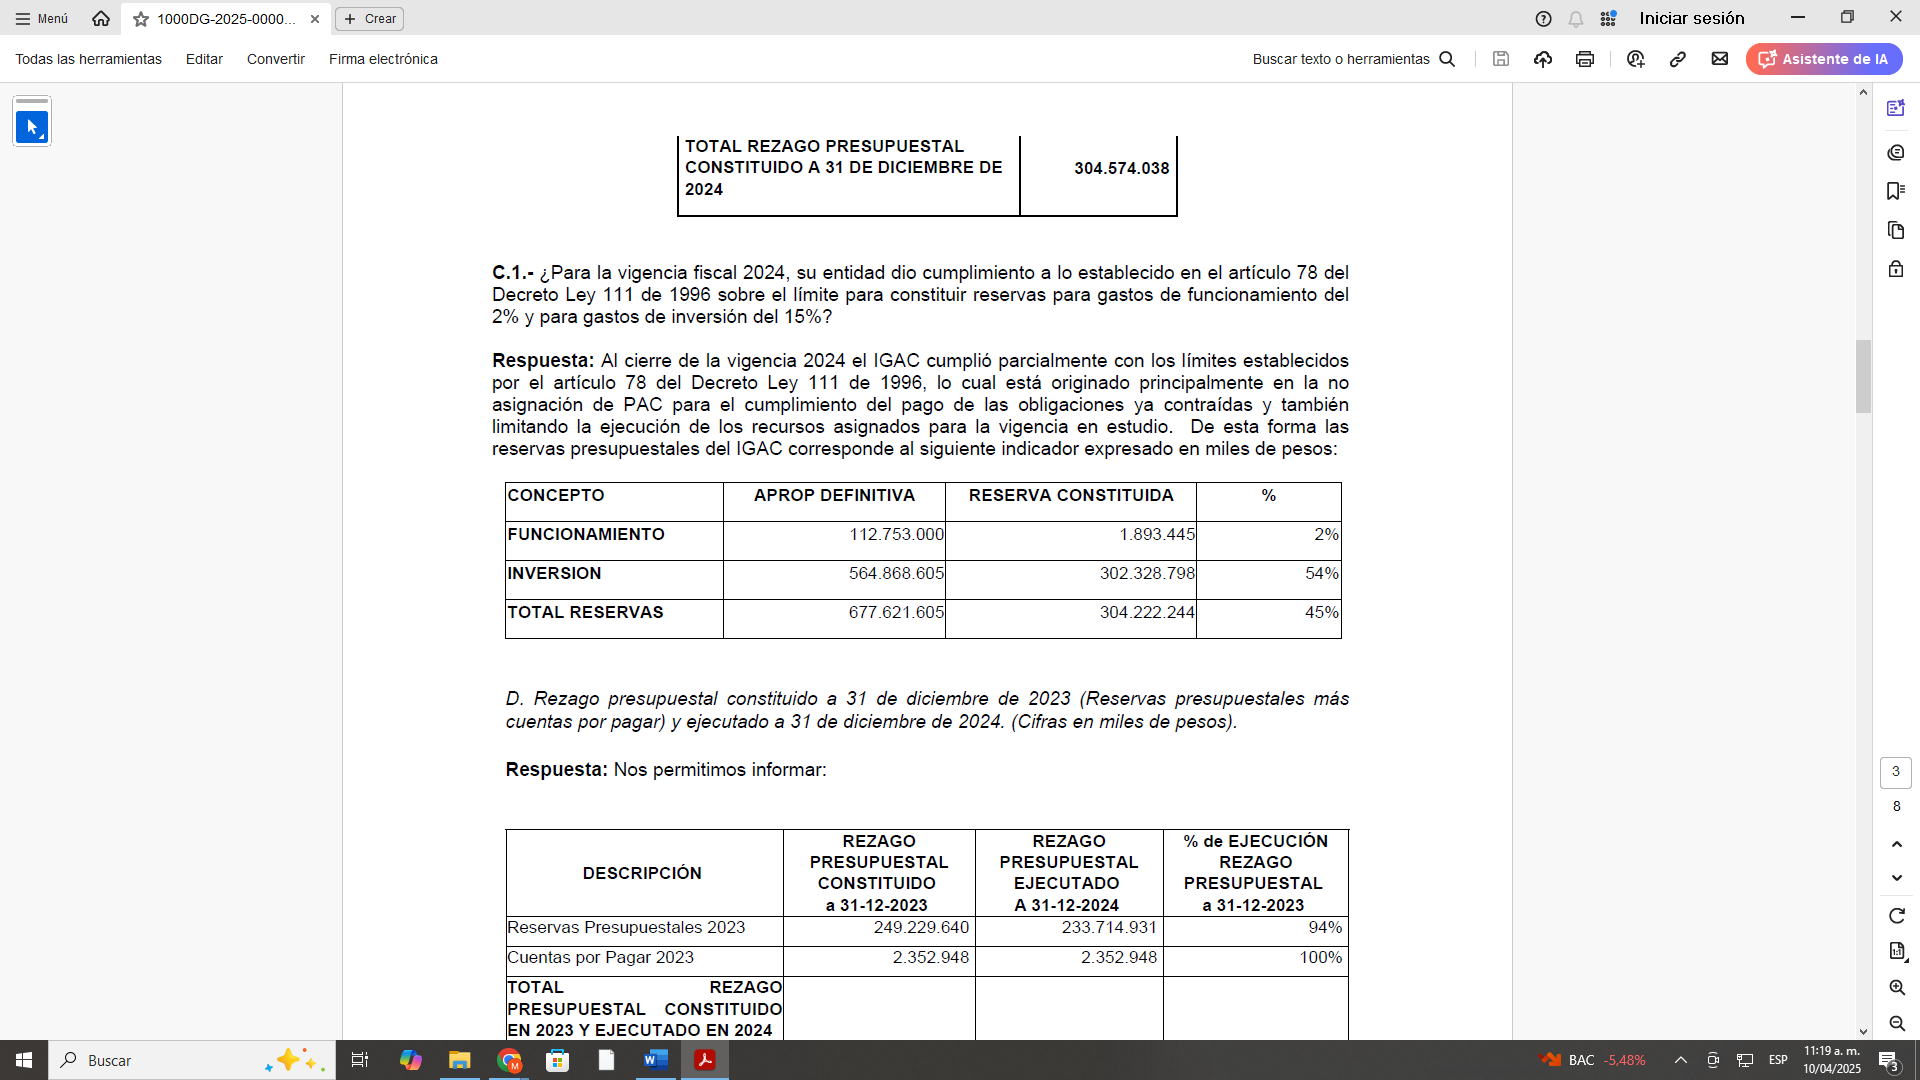 Menú
1000DG-2025-0000...
Crear
Iniciar sesión
Todas las herramientas
Editar
Convertir
Firma electrónica
Buscar texto o herramientas
Asistente de IA
TOTAL REZAGO PRESUPUESTAL
CONSTITUIDO A 31 DE DICIEMBRE DE
2024
304.574.038
C.1.- ¿Para la vigencia fiscal 2024, su entidad dio cumplimiento a lo establecido en el artículo 78 del
Decreto Ley 111 de 1996 sobre el límite para constituir reservas para gastos de funcionamiento del
2% y para gastos de inversión del 15%?
Respuesta: Al cierre de la vigencia 2024 el IGAC cumplió parcialmente con los límites establecidos
por el artículo 78 del Decreto Ley 111 de 1996, lo cual está originado principalmente en la no
asignación de PAC para el cumplimiento del pago de las obligaciones ya contraídas y también
limitando la ejecución de los recursos asignados para la vigencia en estudio. De esta forma las
reservas presupuestales del IGAC corresponde al siguiente indicador expresado en miles de pesos:
CONCEPTO APROP DEFINITIVA RESERVA CONSTITUIDA %
FUNCIONAMIENTO 112.753.000 1.893.445 2%
INVERSION 564.868.605 302.328.798 54%
TOTAL RESERVAS 677.621.605 304.222.244 45%
D. Rezago presupuestal constituido a 31 de diciembre de 2023 (Reservas presupuestales más
cuentas por pagar) y ejecutado a 31 de diciembre de 2024. (Cifras en miles de pesos).
Respuesta: Nos permitimos informar:
DESCRIPCIÓN
REZAGO
PRESUPUESTAL
CONSTITUIDO
a 31-12-2023
REZAGO
PRESUPUESTAL
EJECUTADO
A 31-12-2024
% de EJECUCIÓN
REZAGO
PRESUPUESTAL
a 31-12-2023
Reservas Presupuestales 2023 249.229.640 233.714.931 94%
Cuentas por Pagar 2023 2.352.948 2.352.948 100%
TOTAL REZAGO
PRESUPUESTAL CONSTITUIDO
EN 2023 Y EJECUTADO EN 2024
3
8
Buscar
BAC -5,48%
ESP
11:19 a. m.
10/04/2025
3